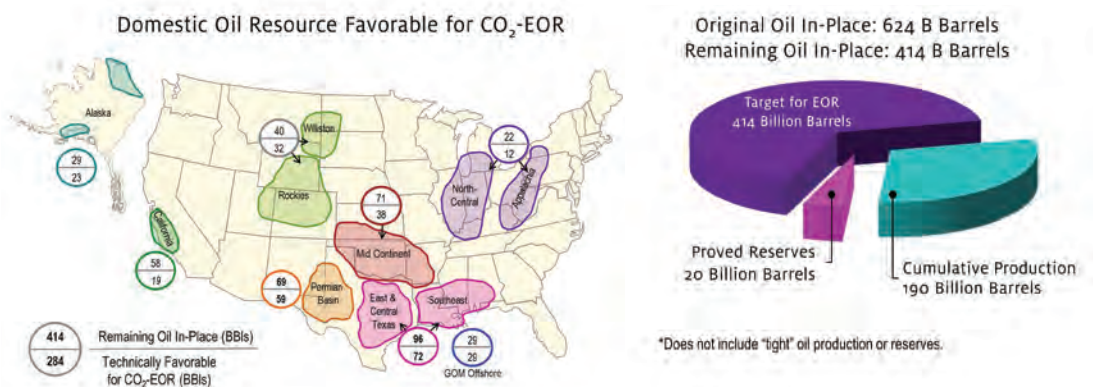 Domestic Oil Resource Favorable for CO₂-EOR
Alaska
29
23
Williston
40
32
Rockies
22
12
North-
Central
Appalachia
California
58
19
71
38
Mid Continent
69
59
Permian
Basin
East &
Central
Texas
Southeast
96
72
29
29
GOM Offshore
414
Remaining Oil In-Place (BBls)
284
Technically Favorable
for CO₂-EOR (BBls)
Original Oil In-Place: 624 B Barrels
Remaining Oil In-Place: 414 B Barrels
Target for EOR
414 Billion Barrels
Proved Reserves
20 Billion Barrels
Cumulative Production
190 Billion Barrels
*Does not include “tight” oil production or reserves.